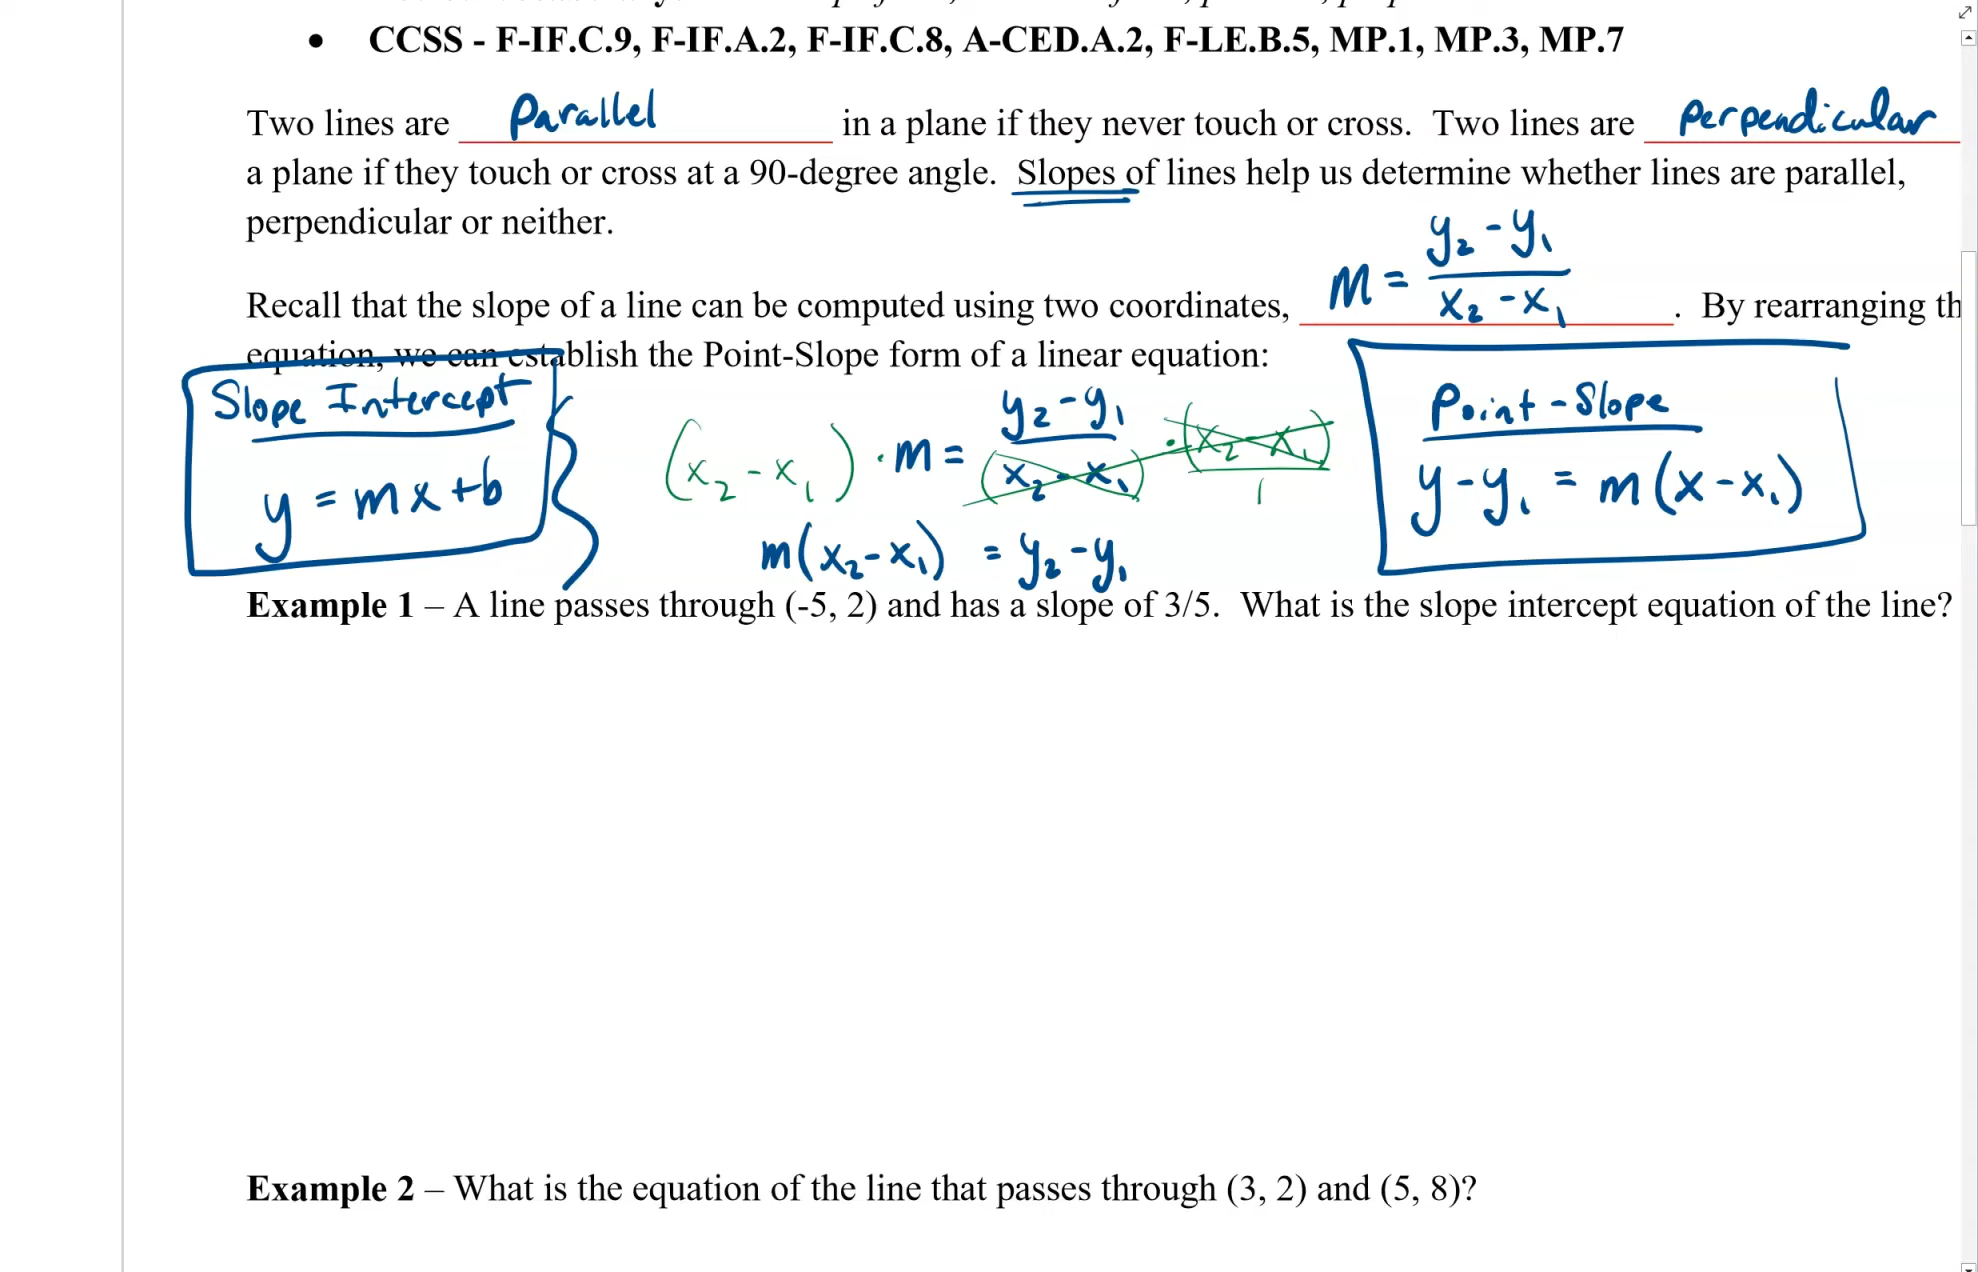 • CCSS - F-IF.C.9, F-IF.A.2, F-IF.C.8, A-CED.A.2, F-LE.B.5, MP.1, MP.3, MP.7
Two lines are Parallel in a plane if they never touch or cross. Two lines are perpendicular
a plane if they touch or cross at a 90-degree angle. Slopes of lines help us determine whether lines are parallel,
perpendicular or neither.
Recall that the slope of a line can be computed using two coordinates, m = (y₂ - y₁)/(x₂ - x₁). By rearranging th
equation, we can establish the Point-Slope form of a linear equation:
Slope Intercept
y = mx + b
(x₂ - x₁) · m = (y₂ - y₁)/(x₂ - x₁) · (x₂ - x₁)/1
m(x₂ - x₁) = y₂ - y₁
Point-Slope
y - y₁ = m(x - x₁)
Example 1 – A line passes through (-5, 2) and has a slope of 3/5. What is the slope intercept equation of the line?
Example 2 – What is the equation of the line that passes through (3, 2) and (5, 8)?